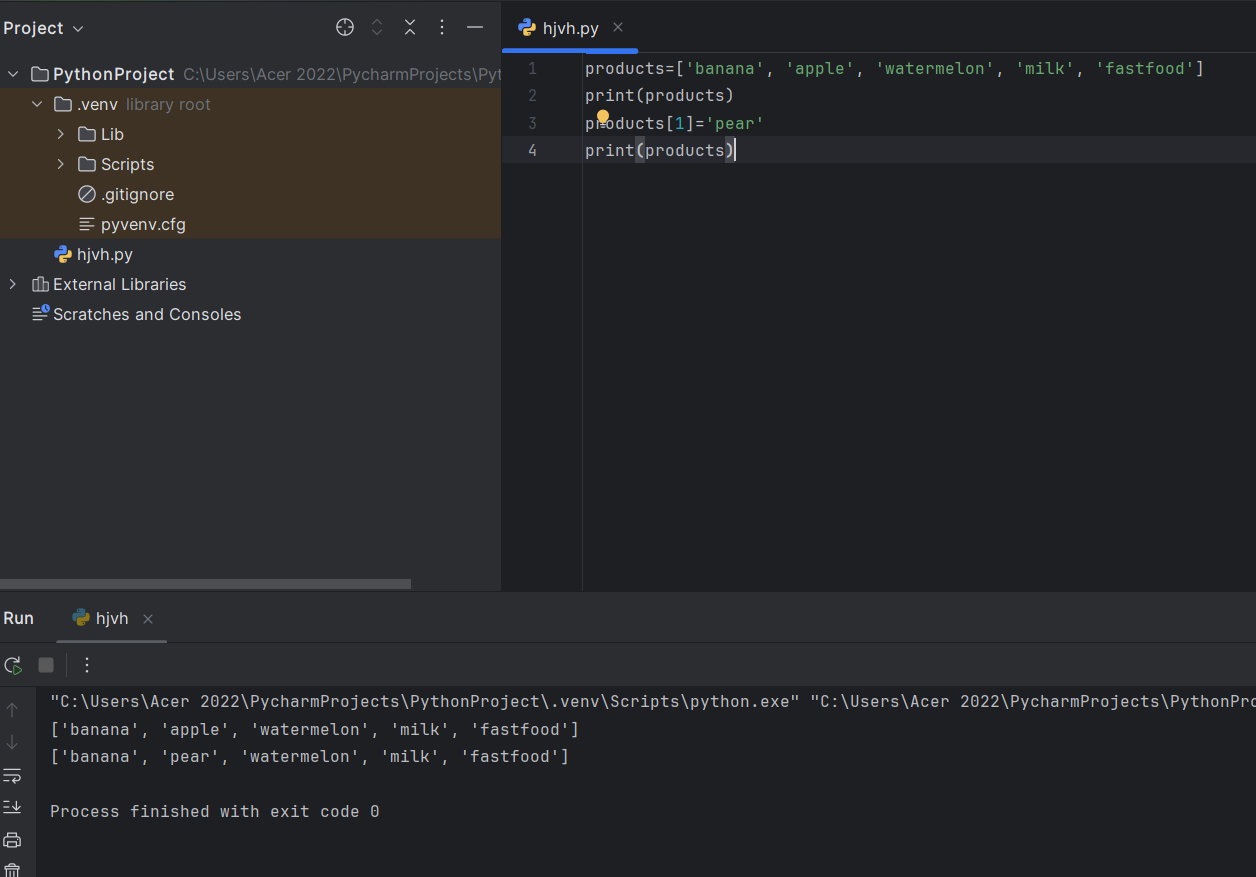 Project
PythonProject C:\Users\Acer 2022\PycharmProjects\Pyt
.venv library root
Lib
Scripts
.gitignore
pyvenv.cfg
hjvh.py
External Libraries
Scratches and Consoles
hjvh.py
1 products=['banana', 'apple', 'watermelon', 'milk', 'fastfood']
2 print(products)
3 products[1]='pear'
4 print(products)
Run hjvh
"C:\Users\Acer 2022\PycharmProjects\PythonProject\.venv\Scripts\python.exe" "C:\Users\Acer 2022\PycharmProjects\PythonPro
['banana', 'apple', 'watermelon', 'milk', 'fastfood']
['banana', 'pear', 'watermelon', 'milk', 'fastfood']
Process finished with exit code 0